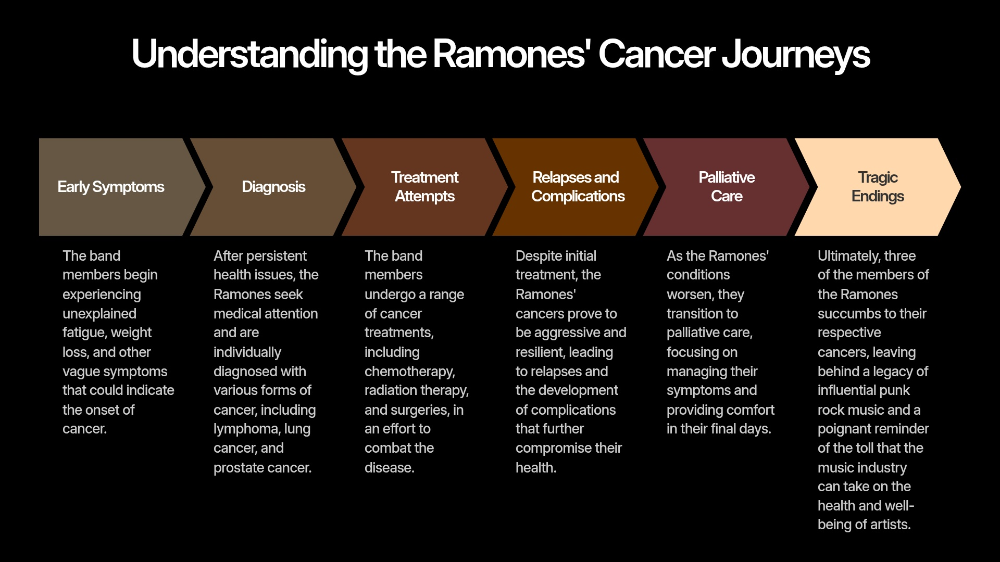 Understanding the Ramones' Cancer Journeys
Early Symptoms
Diagnosis
Treatment
Attempts
Relapses and
Complications
Palliative
Care
Tragic
Endings
The band
members begin
experiencing
unexplained
fatigue, weight
loss, and other
vague symptoms
that could indicate
the onset of
cancer.
After persistent
health issues, the
Ramones seek
medical attention
and are
individually
diagnosed with
various forms of
cancer, including
lymphoma, lung
cancer, and
prostate cancer.
The band
members
undergo a range
of cancer
treatments,
including
chemotherapy,
radiation therapy,
and surgeries, in
an effort to
combat the
disease.
Despite initial
treatment, the
Ramones'
cancers prove to
be aggressive and
resilient, leading
to relapses and
the development
of complications
that further
compromise their
health.
As the Ramones'
conditions
worsen, they
transition to
palliative care,
focusing on
managing their
symptoms and
providing comfort
in their final days.
Ultimately, three
of the members of
the Ramones
succumbs to their
respective
cancers, leaving
behind a legacy of
influential punk
rock music and a
poignant reminder
of the toll that the
music industry
can take on the
health and well-
being of artists.